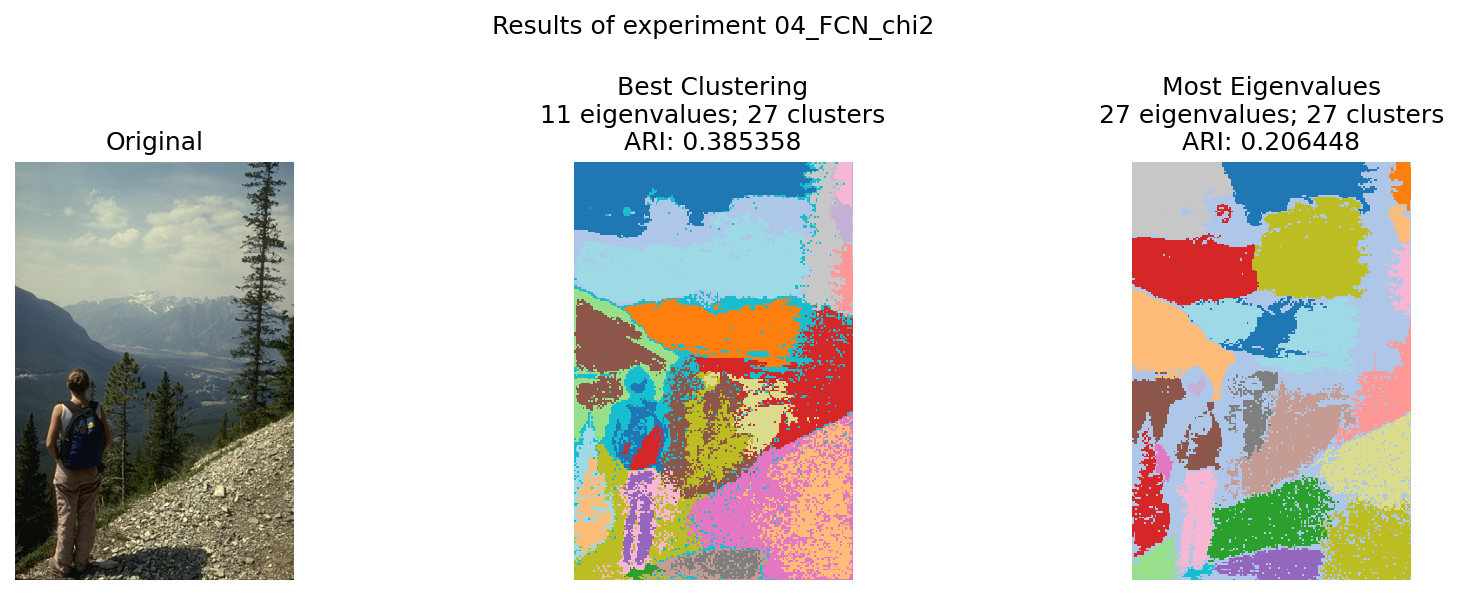 Results of experiment 04_FCN_chi2
Original
Best Clustering
11 eigenvalues; 27 clusters
ARI: 0.385358
Most Eigenvalues
27 eigenvalues; 27 clusters
ARI: 0.206448